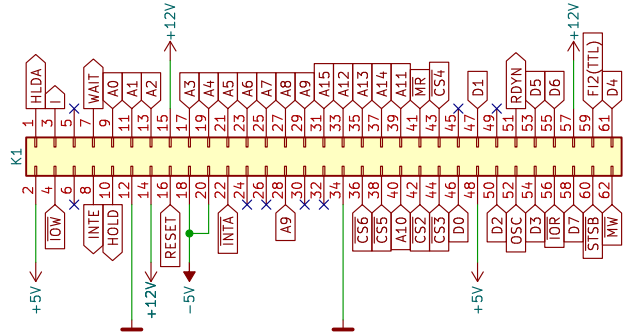 +12V
+12V
HLDA
I
WAIT
A0
A1
A2
A3
A4
A5
A6
A7
A8
A9
A15
A12
A13
A14
A11
MR
CS4
D1
RDYN
D5
D6
FI2(TTL)
D4
1
3
5
7
9
11
13
15
17
19
21
23
25
27
29
31
33
35
37
39
41
43
45
47
49
51
53
55
57
59
61
K1
2
4
6
8
10
12
14
16
18
20
22
24
26
28
30
32
34
36
38
40
42
44
46
48
50
52
54
56
58
60
62
IOW
INTE
HOLD
RESET
INTA
A9
CS6
CS5
A10
CS2
CS3
D0
D2
OSC
D3
IOR
D7
STSB
MW
+5V
+12V
-5V
+5V